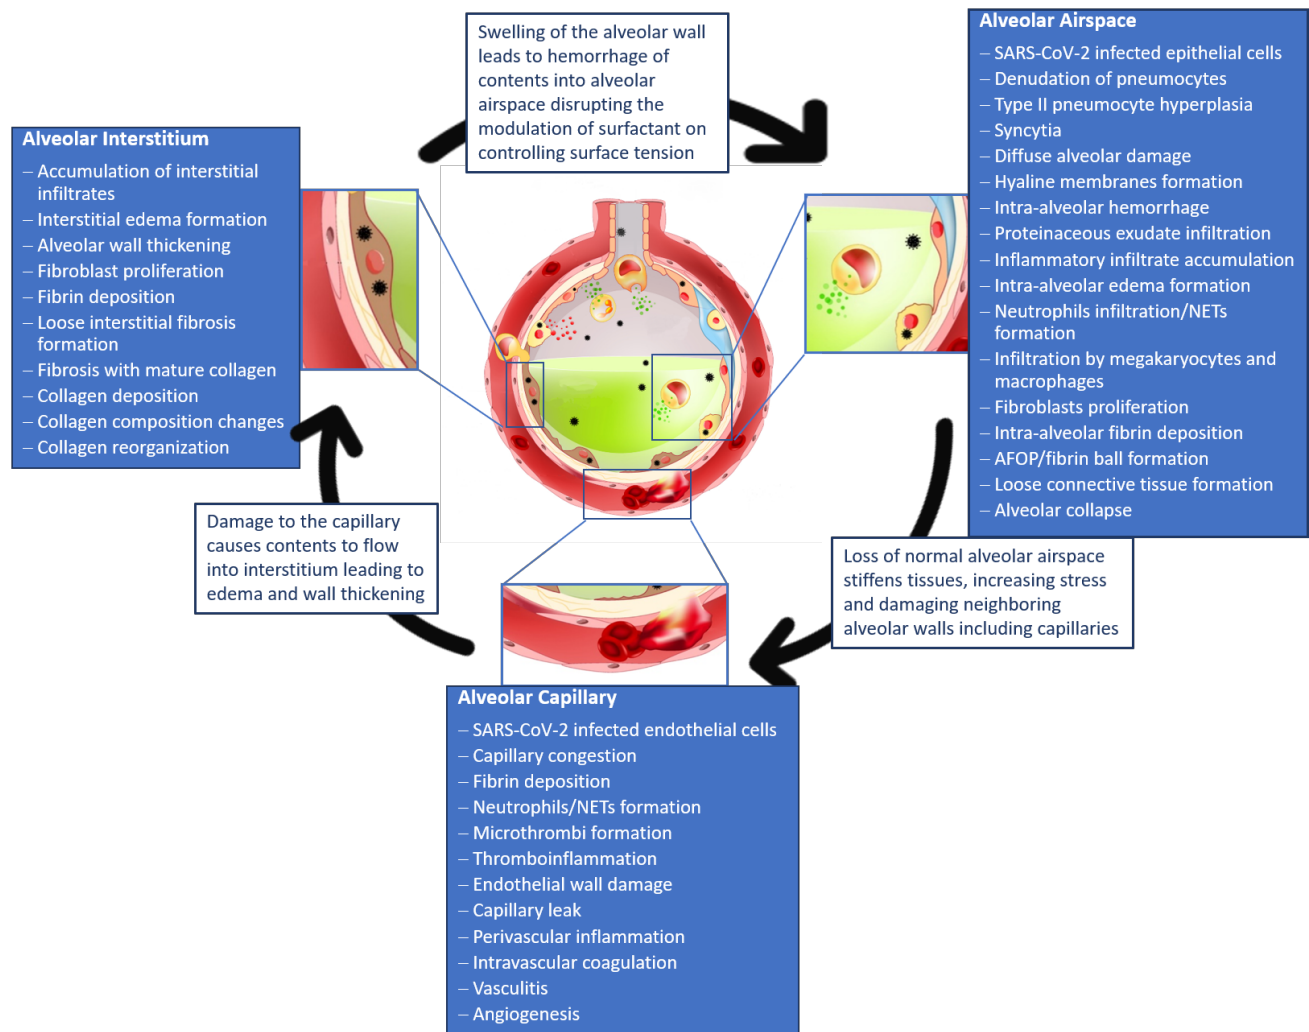 Swelling of the alveolar wall
leads to hemorrhage of
contents into alveolar
airspace disrupting the
modulation of surfactant on
controlling surface tension
Alveolar Airspace
– SARS-CoV-2 infected epithelial cells
– Denudation of pneumocytes
– Type II pneumocyte hyperplasia
– Syncytia
– Diffuse alveolar damage
– Hyaline membranes formation
– Intra-alveolar hemorrhage
– Proteinaceous exudate infiltration
– Inflammatory infiltrate accumulation
– Intra-alveolar edema formation
– Neutrophils infiltration/NETs
formation
– Infiltration by megakaryocytes and
macrophages
– Fibroblasts proliferation
– Intra-alveolar fibrin deposition
– AFOP/fibrin ball formation
– Loose connective tissue formation
– Alveolar collapse
Alveolar Interstitium
– Accumulation of interstitial
infiltrates
– Interstitial edema formation
– Alveolar wall thickening
– Fibroblast proliferation
– Fibrin deposition
– Loose interstitial fibrosis
formation
– Fibrosis with mature collagen
– Collagen deposition
– Collagen composition changes
– Collagen reorganization
Damage to the capillary
causes contents to flow
into interstitium leading to
edema and wall thickening
Loss of normal alveolar airspace
stiffens tissues, increasing stress
and damaging neighboring
alveolar walls including capillaries
Alveolar Capillary
– SARS-CoV-2 infected endothelial cells
– Capillary congestion
– Fibrin deposition
– Neutrophils/NETs formation
– Microthrombi formation
– Thromboinflammation
– Endothelial wall damage
– Capillary leak
– Perivascular inflammation
– Intravascular coagulation
– Vasculitis
– Angiogenesis